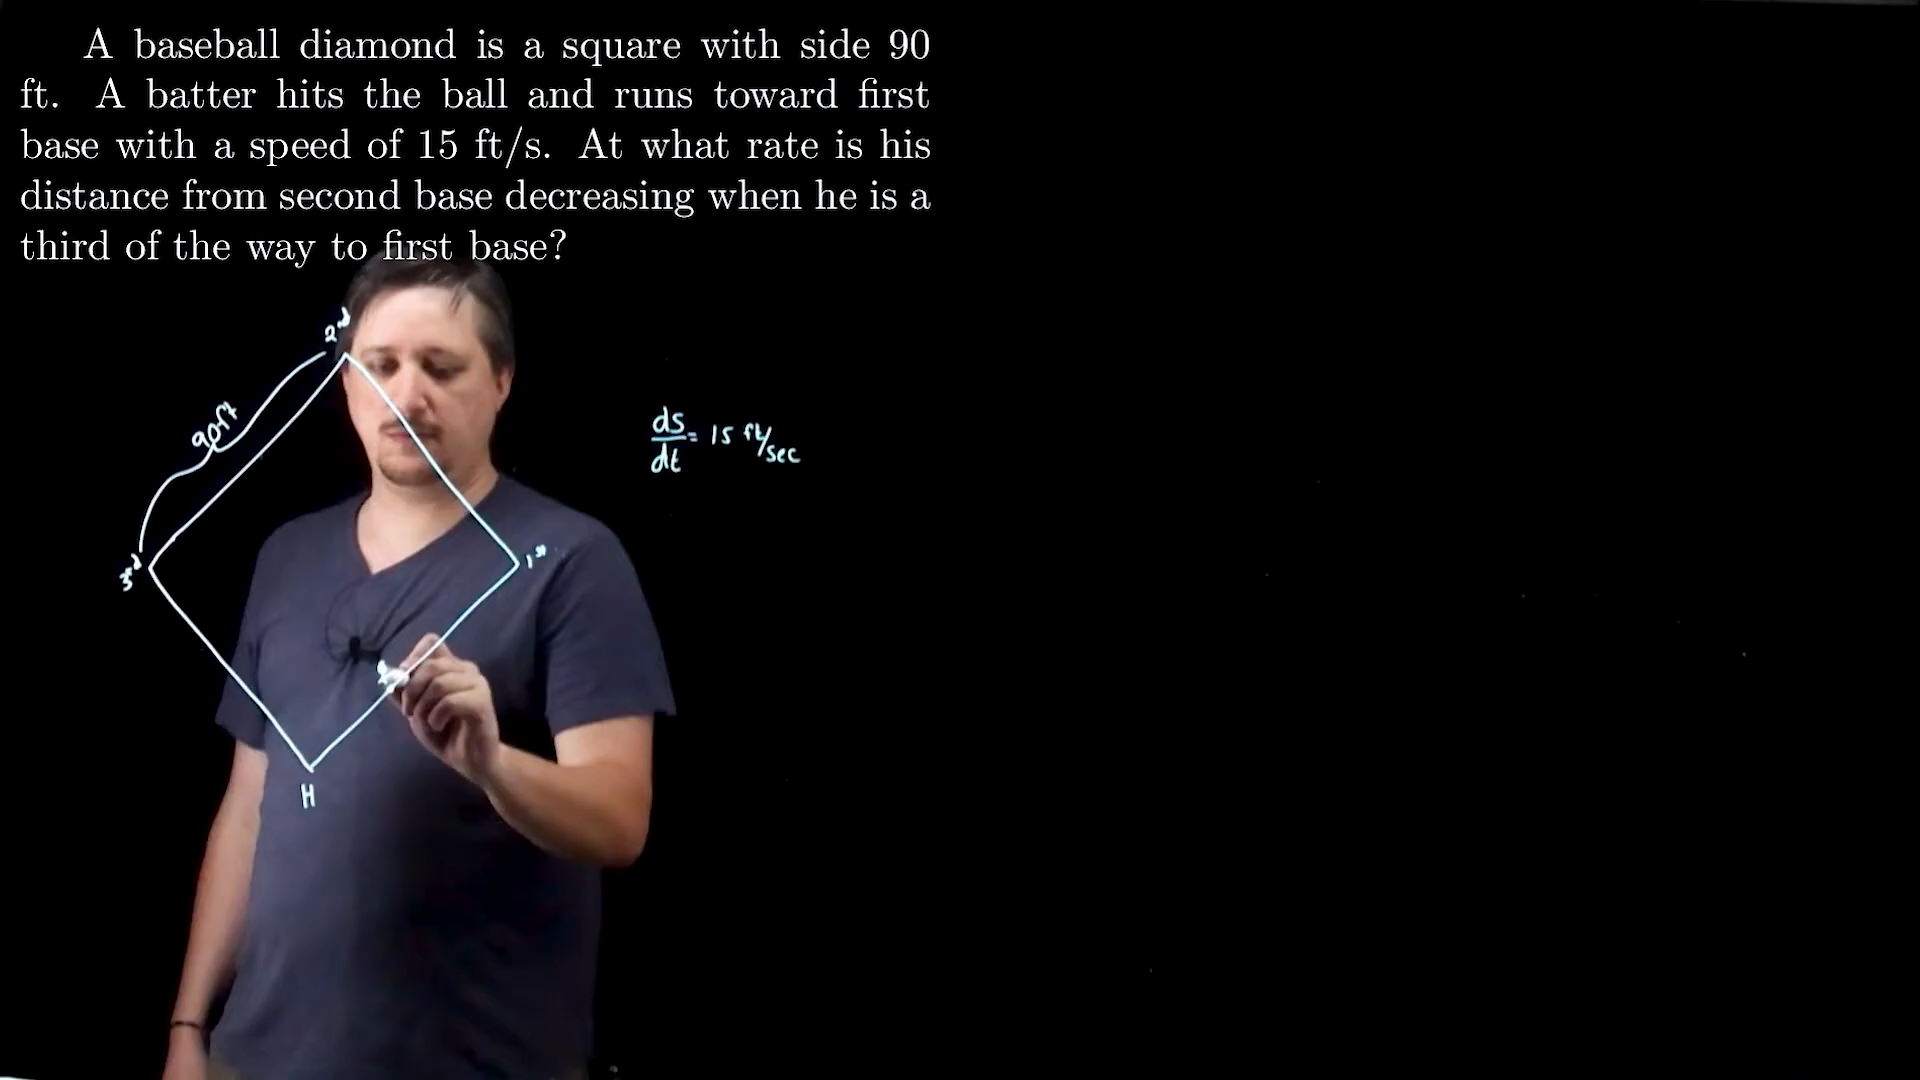 A baseball diamond is a square with side 90
ft. A batter hits the ball and runs toward first
base with a speed of 15 ft/s. At what rate is his
distance from second base decreasing when he is a
third of the way to first base?
2nd
90ft
ds/dt = 15 ft/sec
3rd
1st
H